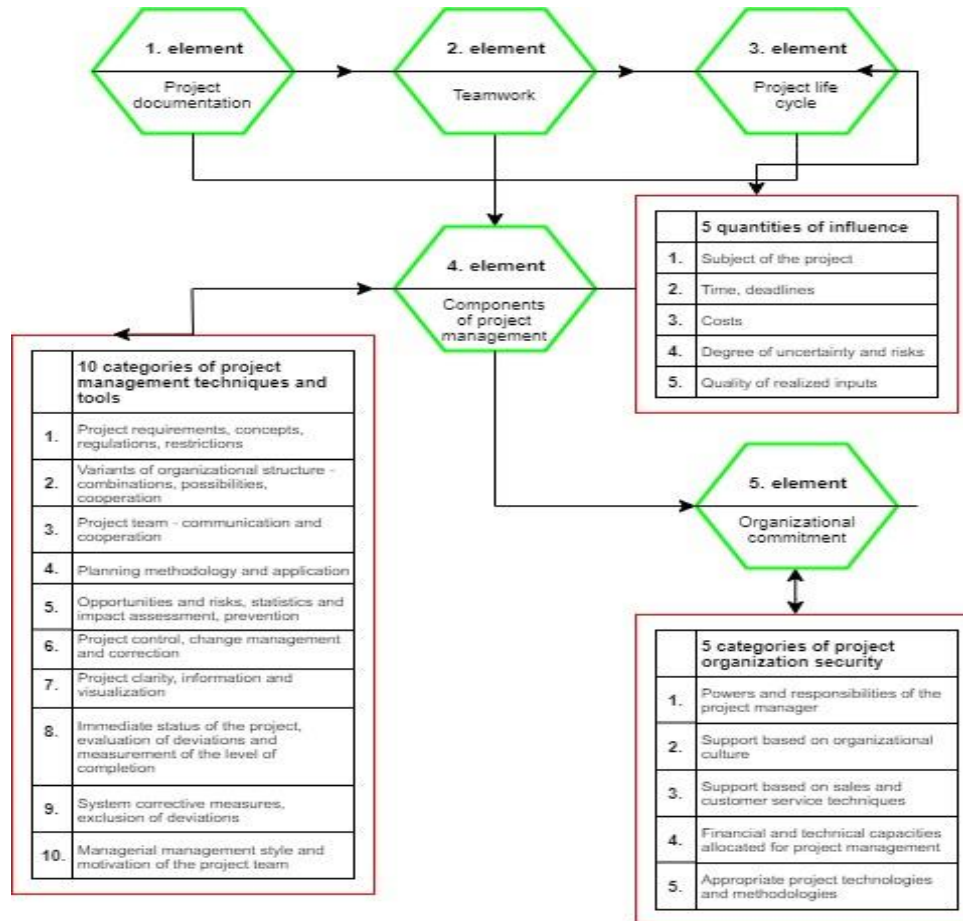 1. element
Project
documentation
2. element
Teamwork
3. element
Project life
cycle
4. element
Components
of project
management
5 quantities of influence
1. Subject of the project
2. Time, deadlines
3. Costs
4. Degree of uncertainty and risks
5. Quality of realized inputs
10 categories of project
management techniques and
tools
1. Project requirements, concepts,
regulations, restrictions
2. Variants of organizational structure -
combinations, possibilities,
cooperation
3. Project team - communication and
cooperation
4. Planning methodology and application
5. Opportunities and risks, statistics and
impact assessment, prevention
6. Project control, change management
and correction
7. Project clarity, information and
visualization
8. Immediate status of the project,
evaluation of deviations and
measurement of the level of
completion
9. System corrective measures,
exclusion of deviations
10. Managerial management style and
motivation of the project team
5. element
Organizational
commitment
5 categories of project
organization security
1. Powers and responsibilities of the
project manager
2. Support based on organizational
culture
3. Support based on sales and
customer service techniques
4. Financial and technical capacities
allocated for project management
5. Appropriate project technologies
and methodologies